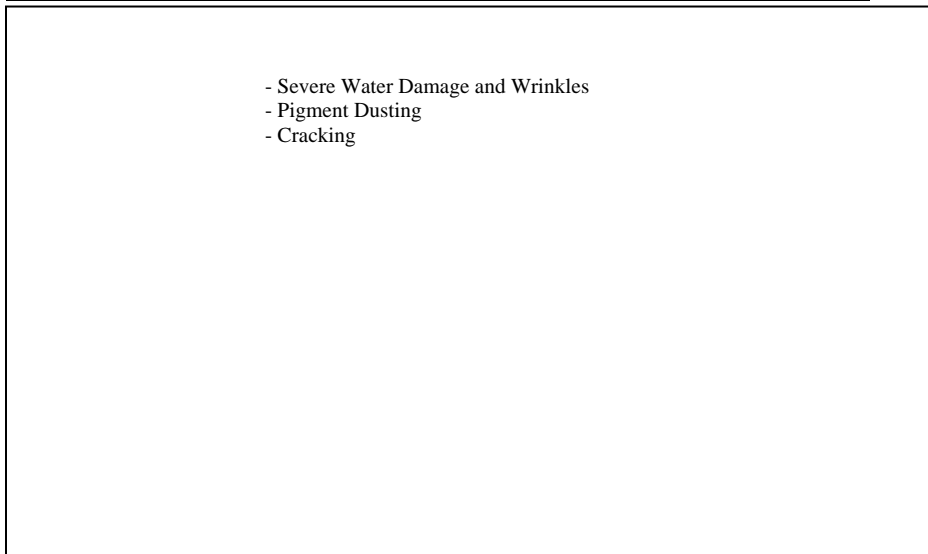 - Severe Water Damage and Wrinkles
- Pigment Dusting
- Cracking